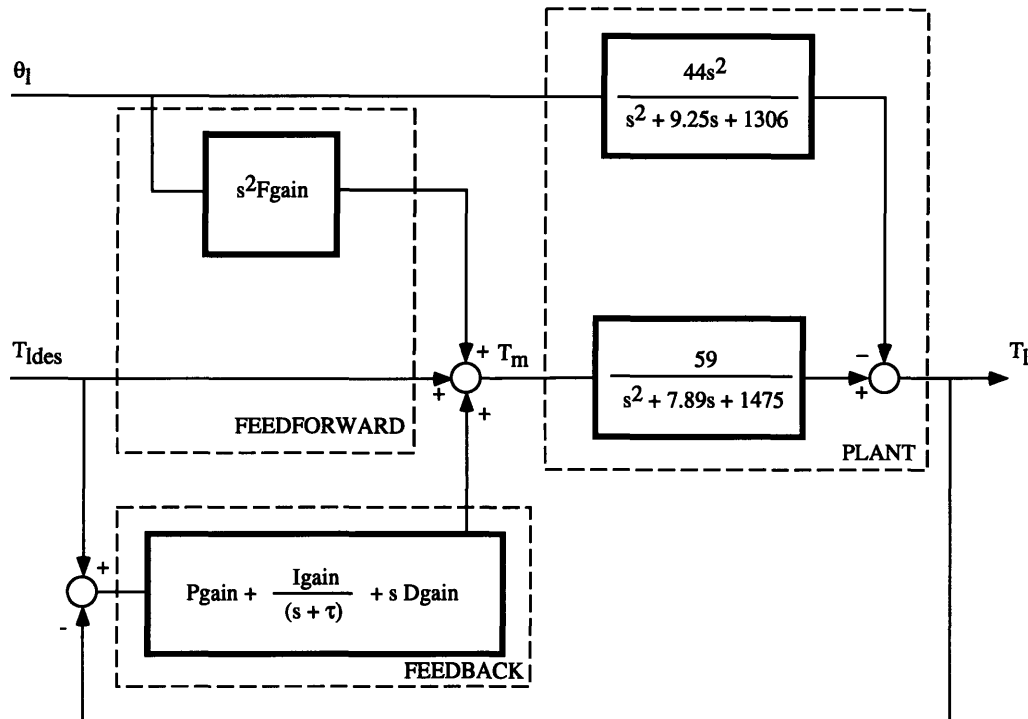 θl
44s²
s² + 9.25s + 1306
s²Fgain
Tldes
+
Tm
+
+
FEEDFORWARD
59
s² + 7.89s + 1475
−
+
Tl
PLANT
+
-
Pgain + Igain / (s + τ) + s Dgain
FEEDBACK